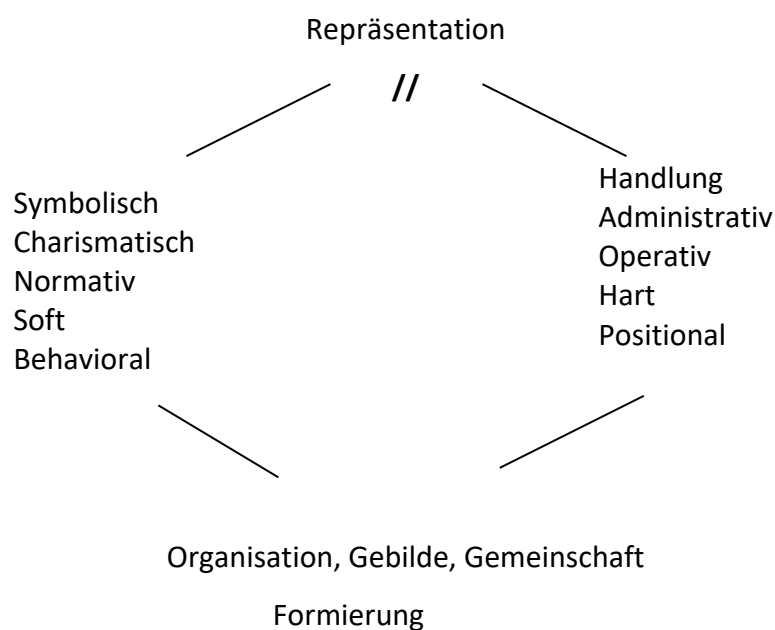 Repräsentation
//
Symbolisch
Charismatisch
Normativ
Soft
Behavioral
Handlung
Administrativ
Operativ
Hart
Positional
Organisation, Gebilde, Gemeinschaft
Formierung